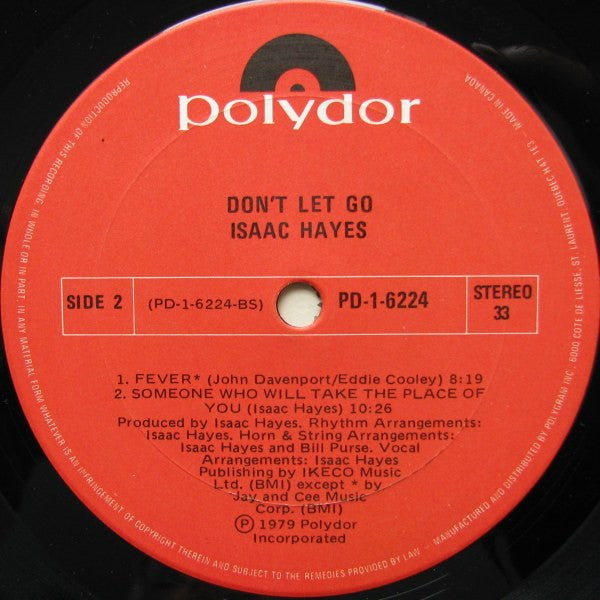 polydor
DON'T LET GO
ISAAC HAYES
SIDE 2
(PD-1-6224-BS)
PD-1-6224
STEREO
33
1. FEVER* (John Davenport/Eddie Cooley) 8:19
2. SOMEONE WHO WILL TAKE THE PLACE OF
YOU (Isaac Hayes) 10:26
Produced by Isaac Hayes. Rhythm Arrangements:
Isaac Hayes. Horn & String Arrangements:
Isaac Hayes and Bill Purse. Vocal
Arrangements: Isaac Hayes
Publishing by IKECO Music
Ltd. (BMI) except * by
Jay and Cee Music
Corp. (BMI)
℗ 1979 Polydor
Incorporated
REPRODUCTION OF THIS RECORDING, IN WHOLE OR IN PART, IN ANY MATERIAL FORM WHATEVER IS AN INFRINGEMENT OF COPYRIGHT THEREIN AND SUBJECT TO THE REMEDIES PROVIDED BY LAW – MANUFACTURED AND DISTRIBUTED BY POLYGRAM INC. 6000 COTE DE LIESSE, ST. LAURENT, QUEBEC H4T 1E3 – MADE IN CANADA